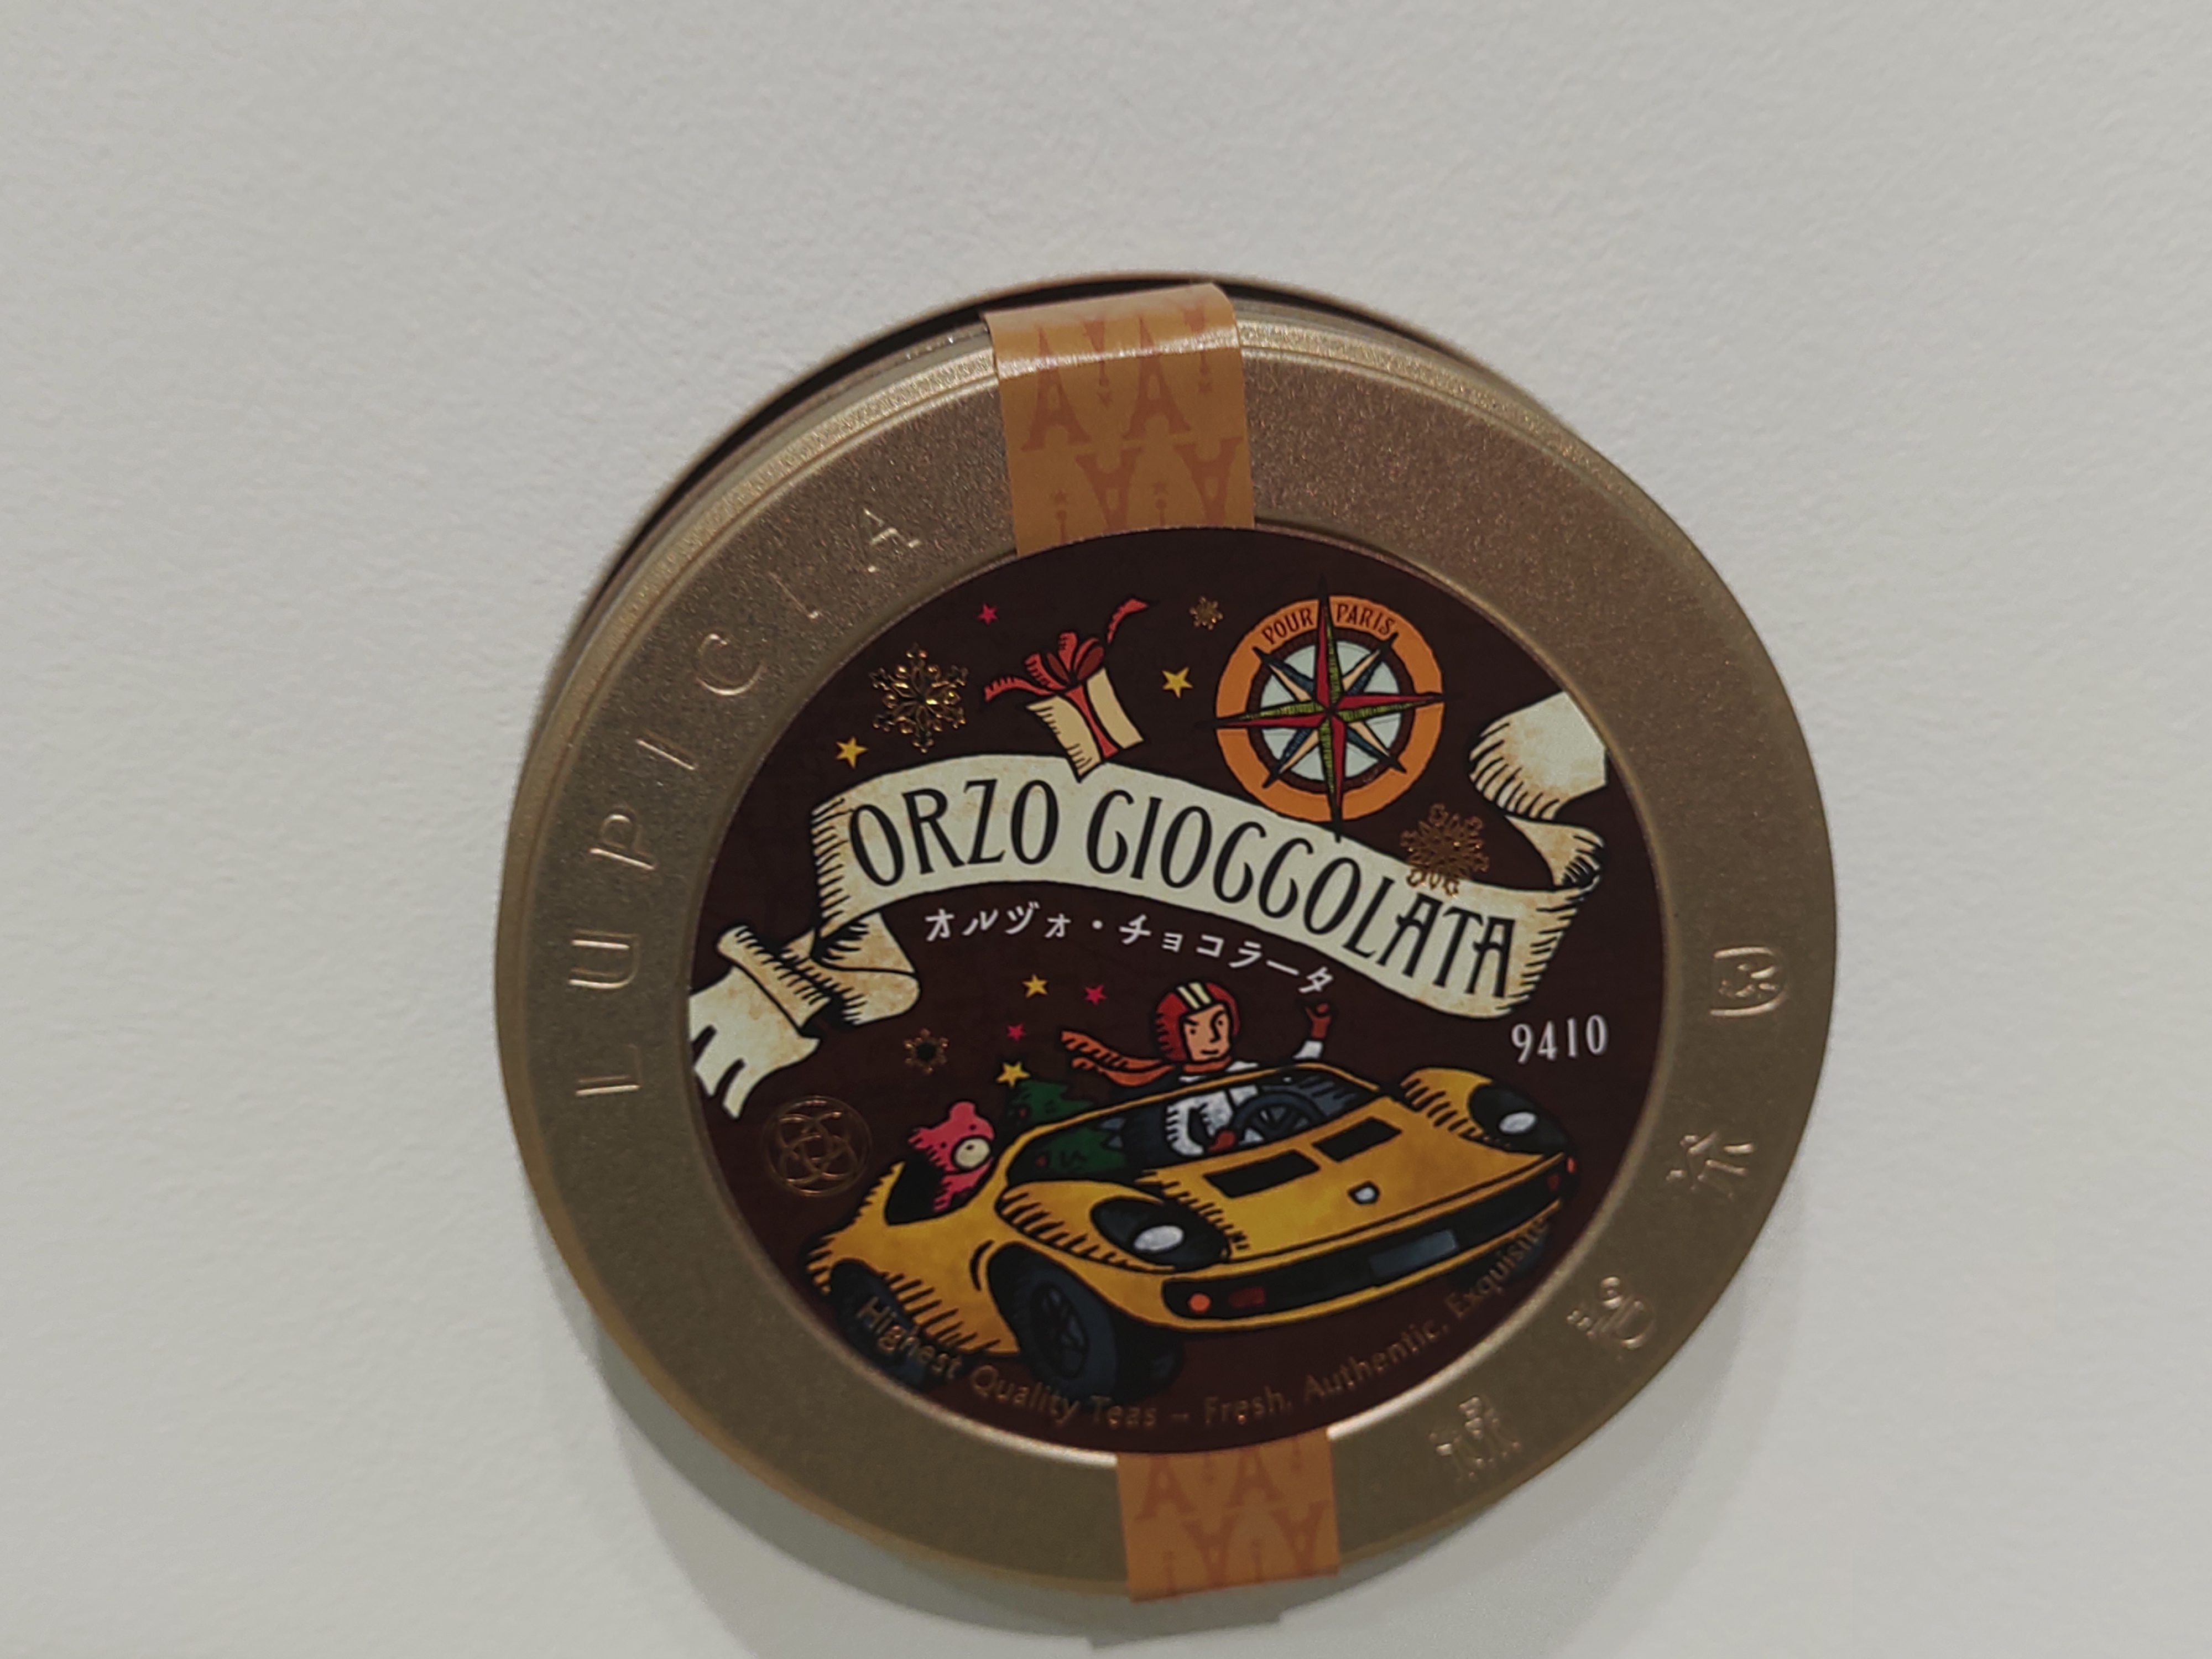 LUPICIA
POUR PARIS
ORZO CIOCCOLATA
オルヅォ・チョコラータ
9410
Highest Quality Teas – Fresh, Authentic, Exquisite